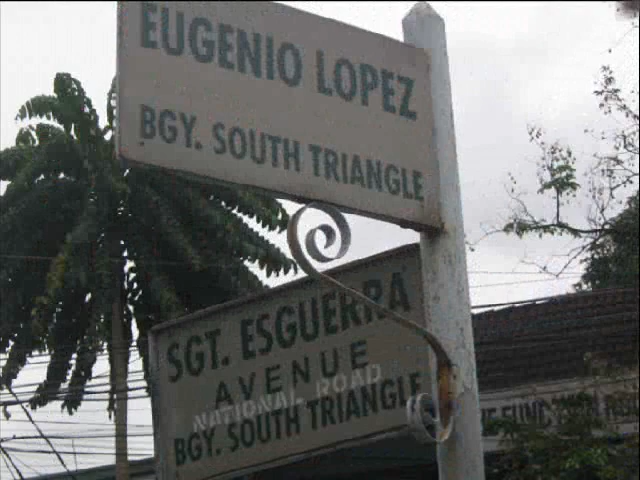 EUGENIO LOPEZ
BGY. SOUTH TRIANGLE
SGT. ESGUERRA
AVENUE
NATIONAL ROAD
BGY. SOUTH TRIANGLE